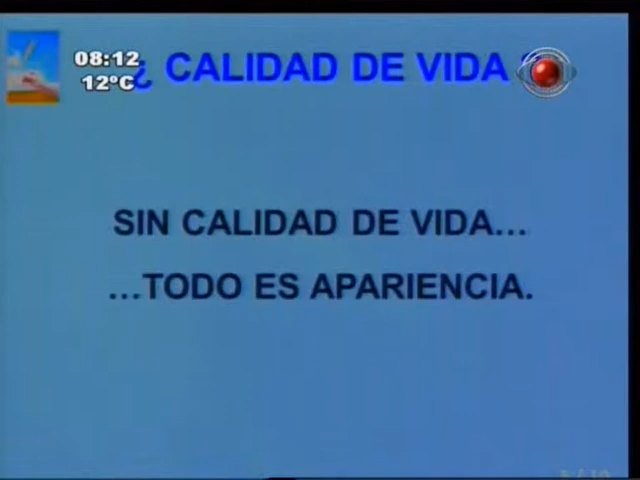 08:12
12ºC
¿ CALIDAD DE VIDA
SIN CALIDAD DE VIDA...
...TODO ES APARIENCIA.